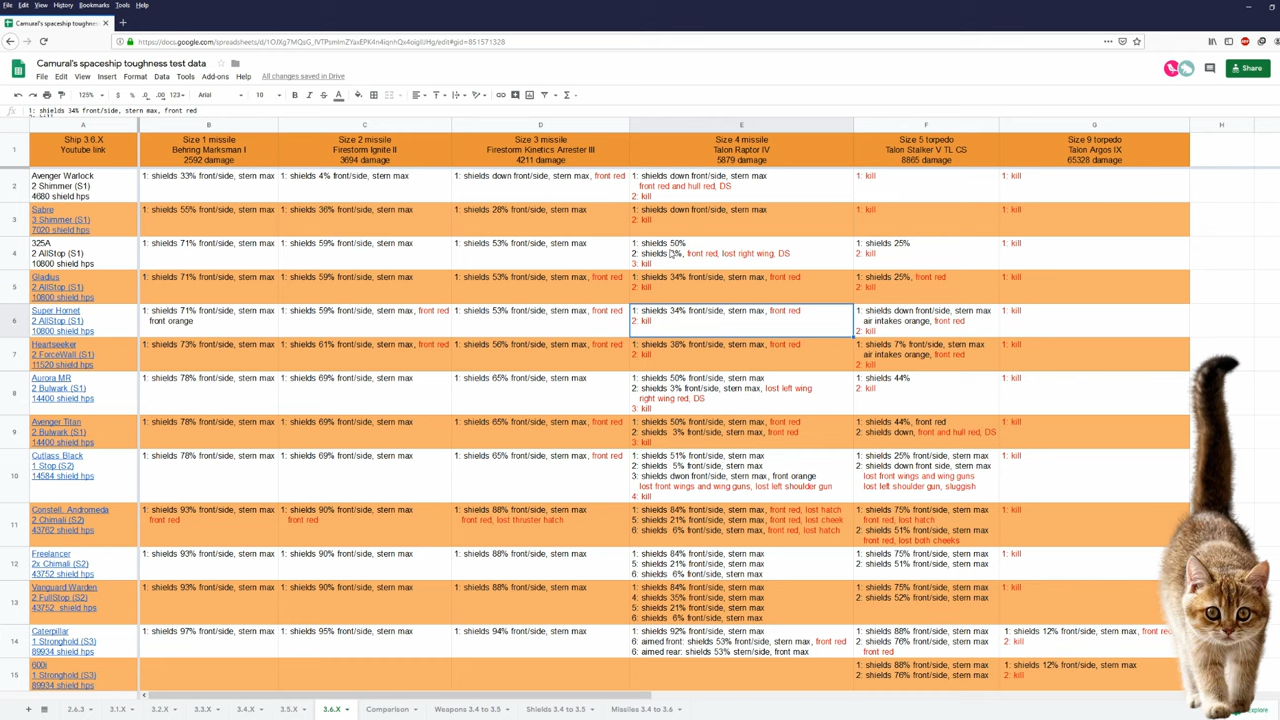 File Edit View History Bookmarks Tools Help
Camural's spaceship toughness ×
Camural's spaceship toughness test data
File Edit View Insert Format Data Tools Add-ons Help All changes saved in Drive
Share
125% $ % .0 .00 123 Arial 10 B I S A
1: shields 34% front/side, stern max, front red
A B C D E F G H
1 Ship 3.6.X Size 1 missile Size 2 missile Size 3 missile Size 4 missile Size 5 torpedo Size 9 torpedo
Youtube link Behring Marksman I Firestorm Ignite II Firestorm Kinetics Arrester III Talon Raptor IV Talon Stalker V TL CS Talon Argos IX
2592 damage 3694 damage 4211 damage 5879 damage 8865 damage 65328 damage
Avenger Warlock 1: shields 33% front/side, stern max 1: shields 4% front/side, stern max 1: shields down front/side, stern max, front red 1: shields down front/side, stern max 1: kill 1: kill
2 2 Shimmer (S1) front red and hull red, DS
4680 shield hps 2: kill
Sabre 1: shields 55% front/side, stern max 1: shields 36% front/side, stern max 1: shields 28% front/side, stern max 1: shields down front/side, stern max 1: kill 1: kill
3 3 Shimmer (S1) 2: kill
7020 shield hps
325A 1: shields 71% front/side, stern max 1: shields 59% front/side, stern max 1: shields 53% front/side, stern max 1: shields 50% 1: shields 25% 1: kill
4 2 AllStop (S1) 2: shields %, front red, lost right wing, DS 2: kill
10800 shield hps 3: kill
Gladius 1: shields 71% front/side, stern max 1: shields 59% front/side, stern max 1: shields 53% front/side, stern max, front red 1: shields 34% front/side, stern max, front red 1: shields 25%, front red 1: kill
5 2 AllStop (S1) 2: kill 2: kill
10800 shield hps
Super Hornet 1: shields 71% front/side, stern max 1: shields 59% front/side, stern max, front red 1: shields 53% front/side, stern max, front red 1: shields 34% front/side, stern max, front red 1: shields down front/side, stern max 1: kill
6 2 AllStop (S1) front orange 2: kill air intakes orange, front red
10800 shield hps 2: kill
Heartseeker 1: shields 73% front/side, stern max 1: shields 61% front/side, stern max, front red 1: shields 56% front/side, stern max, front red 1: shields 38% front/side, stern max, front red 1: shields 7% front/side, stern max 1: kill
7 2 ForceWall (S1) 2: kill air intakes orange, front red
11520 shield hps 2: kill
Aurora MR 1: shields 78% front/side, stern max 1: shields 69% front/side, stern max 1: shields 65% front/side, stern max 1: shields 50% front/side, stern max 1: shields 44% 1: kill
2 Bulwark (S1) 2: shields 3% front/side, stern max, lost left wing 2: kill
8 14400 shield hps right wing red, DS
3: kill
Avenger Titan 1: shields 78% front/side, stern max 1: shields 69% front/side, stern max 1: shields 65% front/side, stern max, front red 1: shields 50% front/side, stern max, front red 1: shields 44%, front red 1: kill
9 2 Bulwark (S1) 2: shields 3% front/side, stern max, front red 2: shields down, front and hull red, DS
14400 shield hps 3: kill
Cutlass Black 1: shields 78% front/side, stern max 1: shields 69% front/side, stern max 1: shields 65% front/side, stern max, front red 1: shields 51% front/side, stern max 1: shields 25% front/side, stern max 1: kill
1 Stop (S2) 2: shields 5% front/side, stern max 2: shields down front side, stern max
10 14584 shield hps 3: shields dwon front/side, stern max, front orange lost front wings and wing guns
lost front wings and wing guns, lost left shoulder gun lost left shoulder gun, sluggish
4: kill
Constell. Andromeda 1: shields 93% front/side, stern max 1: shields 90% front/side, stern max 1: shields 88% front/side, stern max 1: shields 84% front/side, stern max, front red, lost hatch 1: shields 75% front/side, stern max 1: kill
11 2 Chimali (S2) front red front red front red, lost thruster hatch 5: shields 21% front/side, stern max, front red, lost cheek front red, lost hatch
43762 shield hps 6: shields 6% front/side, stern max, front red, lost hatch 2: shields 51% front/side, stern max
front red, lost both cheeks
Freelancer 1: shields 93% front/side, stern max 1: shields 90% front/side, stern max 1: shields 88% front/side, stern max 1: shields 84% front/side, stern max 1: shields 75% front/side, stern max 1: kill
12 2x Chimali (S2) 5: shields 21% front/side, stern max 2: shields 51% front/side, stern max
43752 shield hps 6: shields 6% front/side, stern max
Vanguard Warden 1: shields 93% front/side, stern max 1: shields 90% front/side, stern max 1: shields 88% front/side, stern max 1: shields 84% front/side, stern max 1: shields 75% front/side, stern max 1: kill
2 FullStop (S2) 4: shields 35% front/side, stern max 2: shields 52% front/side, stern max
13 43752 shield hps 5: shields 21% front/side, stern max
6: shields 6% front/side, stern max
Caterpillar 1: shields 97% front/side, stern max 1: shields 95% front/side, stern max 1: shields 94% front/side, stern max 1: shields 92% front/side, stern max 1: shields 88% front/side, stern max 1: shields 12% front/side, stern max, front red
14 1 Stronghold (S3) 6: aimed front: shields 53% front/side, stern max, front red 2: shields 76% front/side, stern max 2: kill
89934 shield hps 6: aimed rear: shields 53% stern/side, front max front red
600i 1: shields 88% front/side, stern max 1: shields 12% front/side, stern max
15 1 Stronghold (S3) 2: shields 76% front/side, stern max 2: kill
89934 shield hps
2.6.3 3.1.X 3.2.X 3.3.X 3.4.X 3.5.X 3.6.X Comparison Weapons 3.4 to 3.5 Shields 3.4 to 3.5 Missiles 3.4 to 3.6 Explore